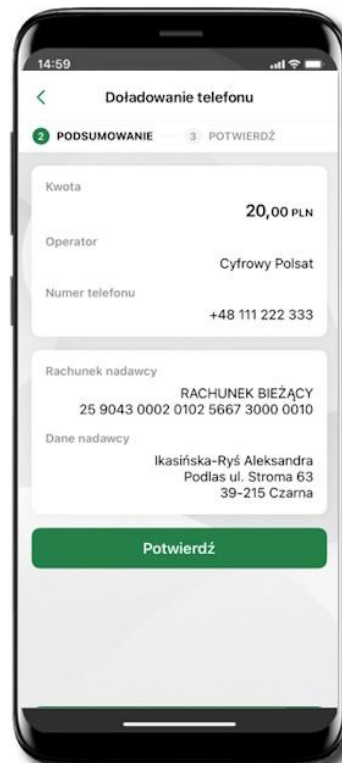 14:59
Doładowanie telefonu
2 PODSUMOWANIE 3 POTWIERDŹ
Kwota
20,00 PLN
Operator
Cyfrowy Polsat
Numer telefonu
+48 111 222 333
Rachunek nadawcy
RACHUNEK BIEŻĄCY
25 9043 0002 0102 5667 3000 0010
Dane nadawcy
Ikasińska-Ryś Aleksandra
Podlas ul. Stroma 63
39-215 Czarna
Potwierdź